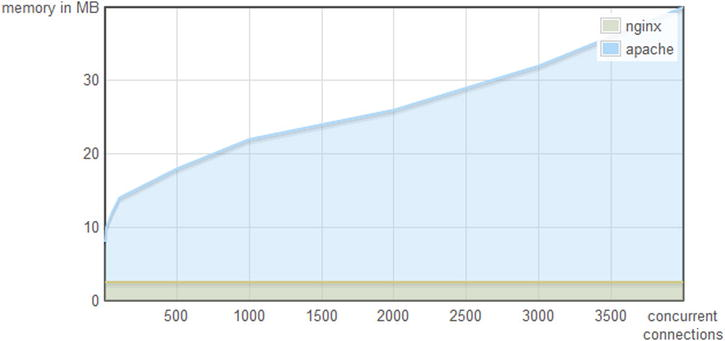 memory in MB
nginx
apache
30
20
10
0
500
1000
1500
2000
2500
3000
3500
concurrent
connections